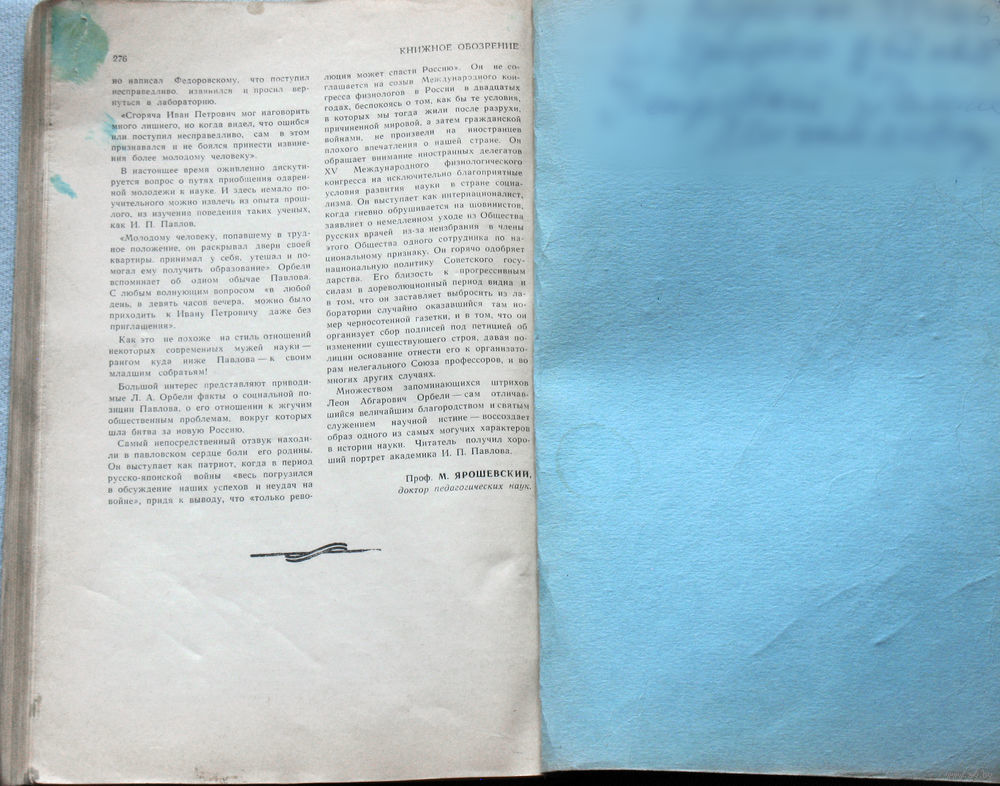 276
КНИЖНОЕ ОБОЗРЕНИЕ
но написал Федоровскому, что поступил
несправедливо, извинился и просил вер-
нуться в лабораторию.
«Сгоряча Иван Петрович мог наговорить
много лишнего, но когда видел, что ошибся
или поступил несправедливо, сам в этом
признавался и не боялся принести извине-
ния более молодому человеку».
В настоящее время оживленно дискути-
руется вопрос о путях приобщения одарен-
ной молодежи к науке. И здесь немало по-
учительного можно извлечь из опыта прош-
лого, из изучения поведения таких ученых,
как И. П. Павлов.
«Молодому человеку, попавшему в труд-
ное положение, он раскрывал двери своей
квартиры, принимал у себя, утешал и по-
могал ему получить образование» Орбели
вспоминает об одном обычае Павлова.
С любым волнующим вопросом «в любой
день, в девять часов вечера, можно было
приходить к Ивану Петровичу даже без
приглашения».
Как это не похоже на стиль отношений
некоторых современных мужей науки —
рангом куда ниже Павлова — к своим
младшим собратьям!
Большой интерес представляют приводи-
мые Л. А. Орбели факты о социальной по-
зиции Павлова, о его отношении к жгучим
общественным проблемам, вокруг которых
шла битва за новую Россию.
Самый непосредственный отзвук находи-
ли в павловском сердце боли его родины.
Он выступает как патриот, когда в период
русско-японской войны «весь погрузился
в обсуждение наших успехов и неудач на
войне», придя к выводу, что «только рево-
люция может спасти Россию». Он не со-
глашается на созыв Международного кон-
гресса физиологов в России в двадцатых
годах, беспокоясь о том, как бы те условия,
в которых мы тогда жили после разрухи,
причиненной мировой, а затем гражданской
войнами, не произвели на иностранцев
плохого впечатления о нашей стране. Он
обращает внимание иностранных делегатов
XV Международного физиологического
конгресса на исключительно благоприятные
условия развития науки в стране социа-
лизма. Он выступает как интернационалист,
когда гневно обрушивается на шовинистов,
заявляет о немедленном уходе из Общества
русских врачей из-за неизбрания в члены
этого Общества одного сотрудника по на-
циональному признаку. Он горячо одобряет
национальную политику Советского госу-
дарства. Его близость к прогрессивным
силам в дореволюционный период видна и
в том, что он заставляет выбросить из ла-
боратории случайно оказавшийся там но-
мер черносотенной газетки, и в том, что он
организует сбор подписей под петицией об
изменении существующего строя, давая по-
лиции основание отнести его к организато-
рам нелегального Союза профессоров, и во
многих других случаях.
Множеством запоминающихся штрихов
Леон Абгарович Орбели — сам отличав-
шийся величайшим благородством и святым
служением научной истине — воссоздает
образ одного из самых могучих характеров
в истории науки. Читатель получил хоро-
ший портрет академика И. П. Павлова.
Проф. М. ЯРОШЕВСКИЙ,
доктор педагогических наук.